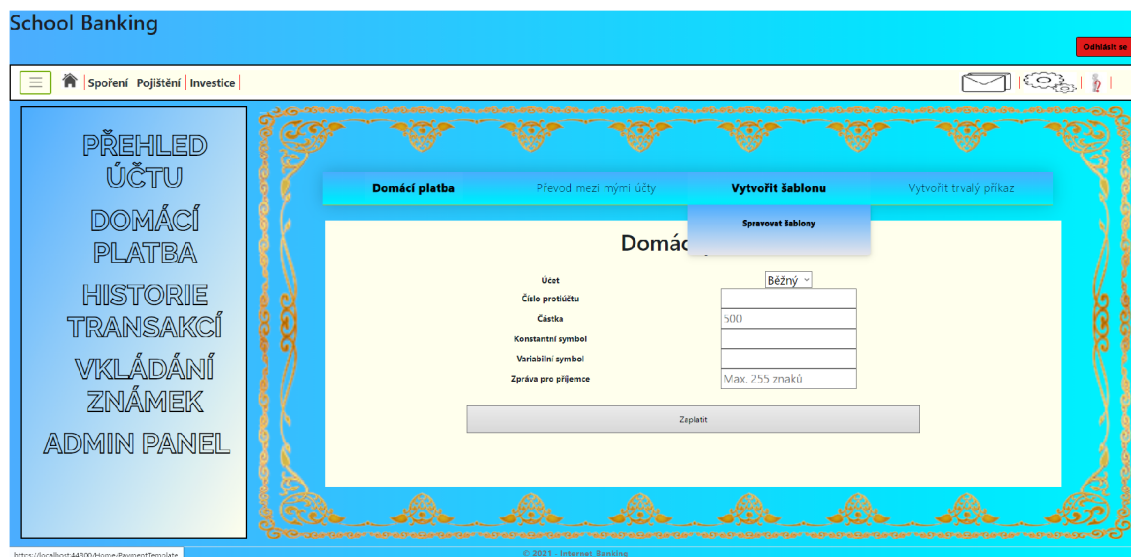 School Banking
Odhlásit se
Spoření Pojištění Investice
PŘEHLED
ÚČTU
DOMÁCÍ
PLATBA
HISTORIE
TRANSAKCÍ
VKLÁDÁNÍ
ZNÁMEK
ADMIN PANEL
Domácí platba Převod mezi mými účty Vytvořit šablonu Vytvořit trvalý příkaz
Spravovat šablony
Domác
Účet Běžný
Číslo protiúčtu
Částka 500
Konstantní symbol
Variabilní symbol
Zpráva pro příjemce Max. 255 znaků
Zaplatit
© 2021 - Internet Banking
https://localhost:44300/Home/PaymentTemplate